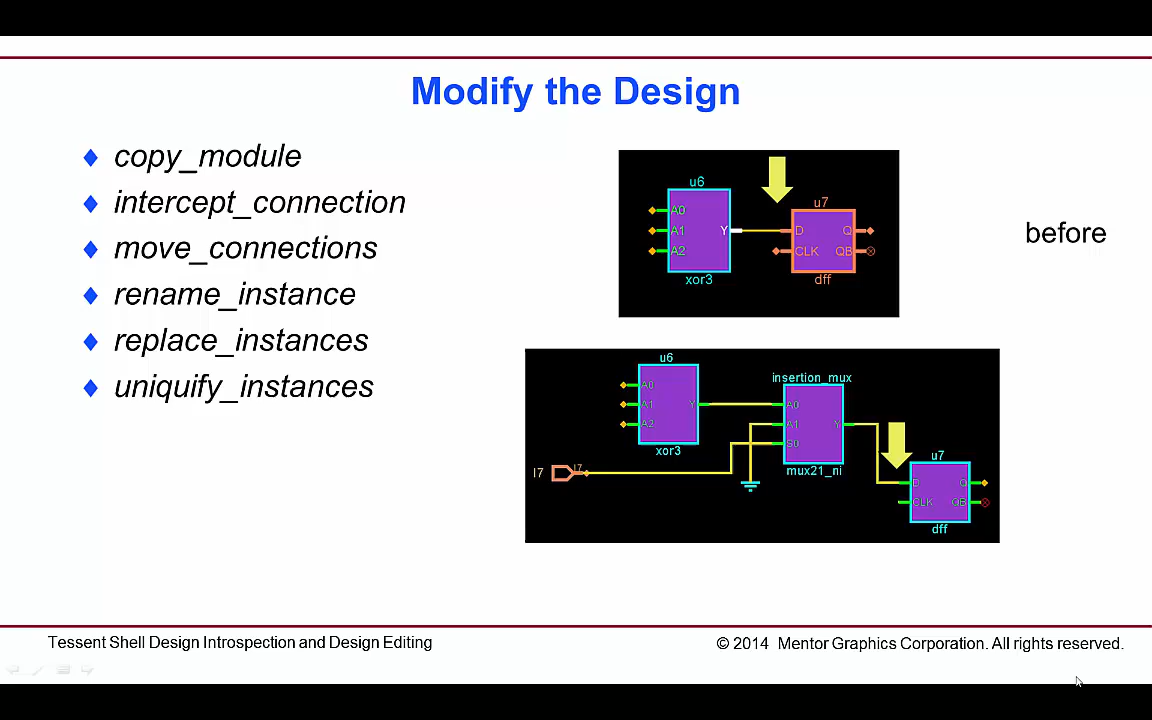 Modify the Design
copy_module
intercept_connection
move_connections
rename_instance
replace_instances
uniquify_instances
u6
A0
A1
A2
Y
xor3
u7
D
Q
CLK
QB
dff
before
u6
A0
A1
A2
Y
xor3
I7
I7
insertion_mux
A0
A1
S0
Y
mux21_ni
u7
D
Q
CLK
QB
dff
Tessent Shell Design Introspection and Design Editing
© 2014 Mentor Graphics Corporation. All rights reserved.